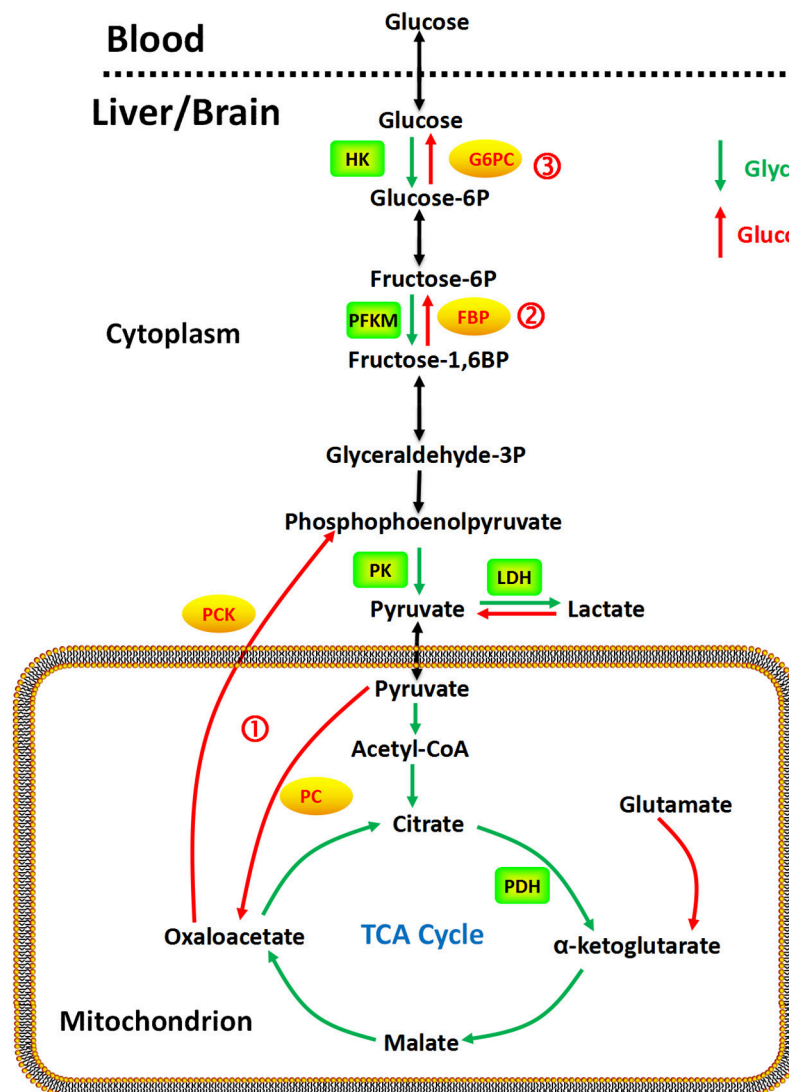 Glucose
Blood
Liver/Brain
Glucose
HK
G6PC
③
Glyc
Glucose-6P
Gluco
Fructose-6P
PFKM
FBP
②
Cytoplasm
Fructose-1,6BP
Glyceraldehyde-3P
Phosphophoenolpyruvate
PK
LDH
Pyruvate
Lactate
PCK
Pyruvate
①
Acetyl-CoA
PC
Glutamate
Citrate
PDH
Oxaloacetate
TCA Cycle
α-ketoglutarate
Mitochondrion
Malate